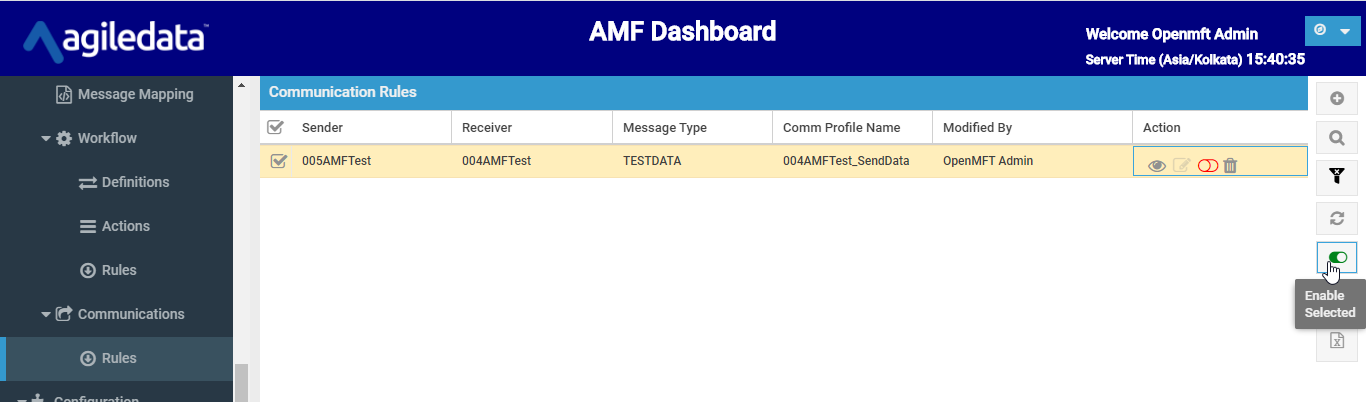 agiledata™
AMF Dashboard
Welcome Openmft Admin
Server Time (Asia/Kolkata) 15:40:35
Message Mapping
Workflow
Definitions
Actions
Rules
Communications
Rules
Configuration
Communication Rules
Sender Receiver Message Type Comm Profile Name Modified By Action
005AMFTest 004AMFTest TESTDATA 004AMFTest_SendData OpenMFT Admin
Enable
Selected